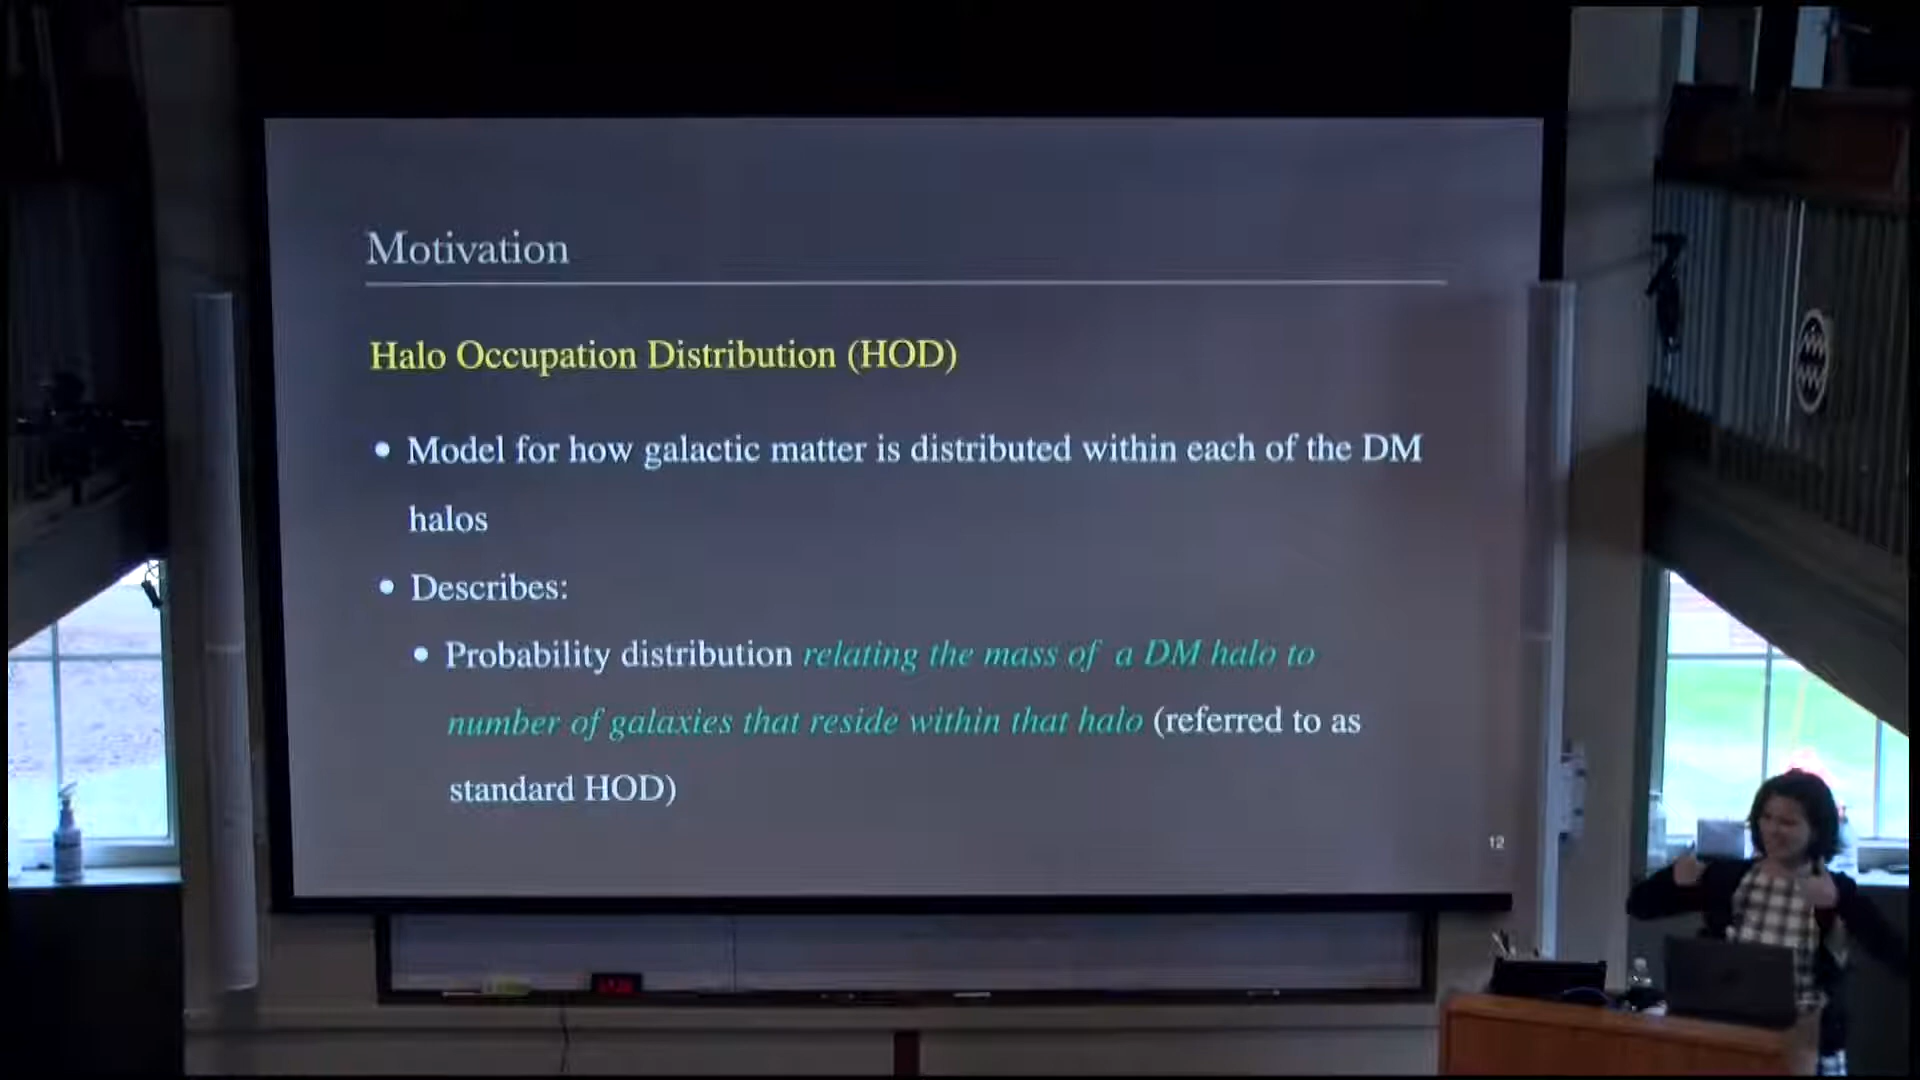 Motivation
Halo Occupation Distribution (HOD)
• Model for how galactic matter is distributed within each of the DM
halos
• Describes:
• Probability distribution relating the mass of a DM halo to
number of galaxies that reside within that halo (referred to as
standard HOD)
12